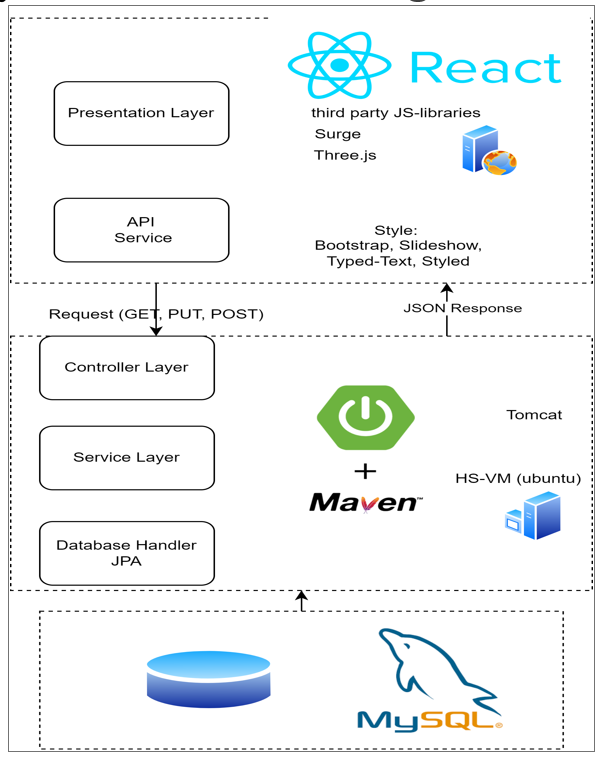 React
Presentation Layer
third party JS-libraries
Surge
Three.js
API
Service
Style:
Bootstrap, Slideshow,
Typed-Text, Styled
Request (GET, PUT, POST)
JSON Response
Controller Layer
Tomcat
Service Layer
+
HS-VM (ubuntu)
Maven™
Database Handler
JPA
MySQL®